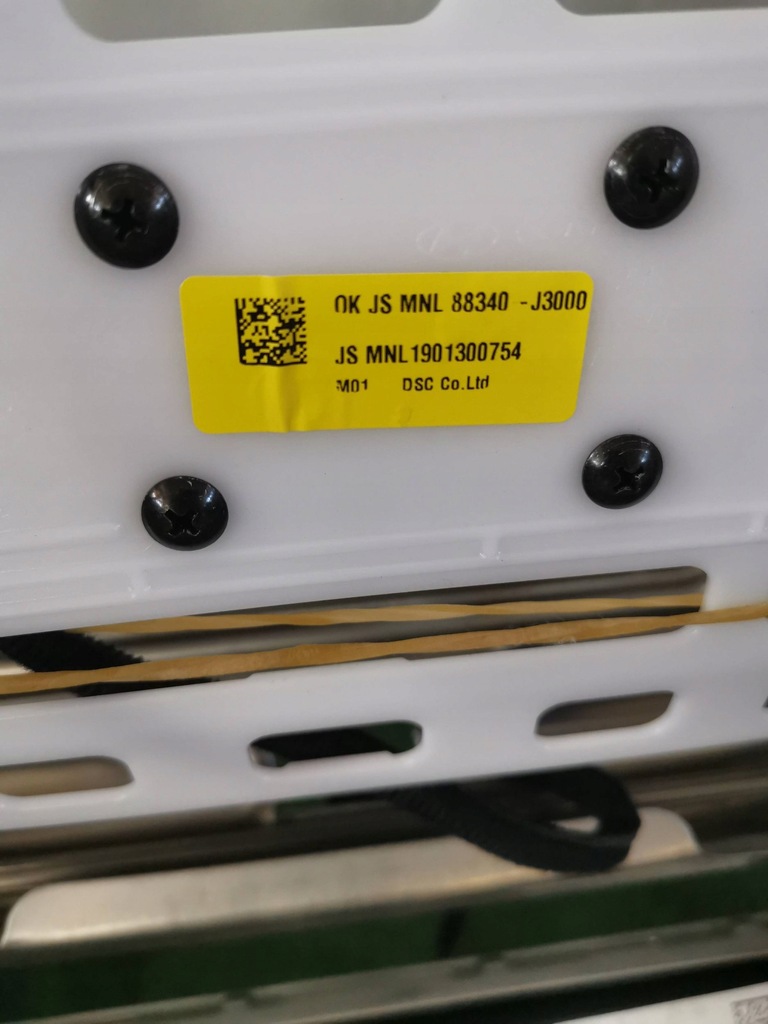 OK JS MNL 88340 -J3000
JS MNL1901300754
M01 DSC Co.Ltd